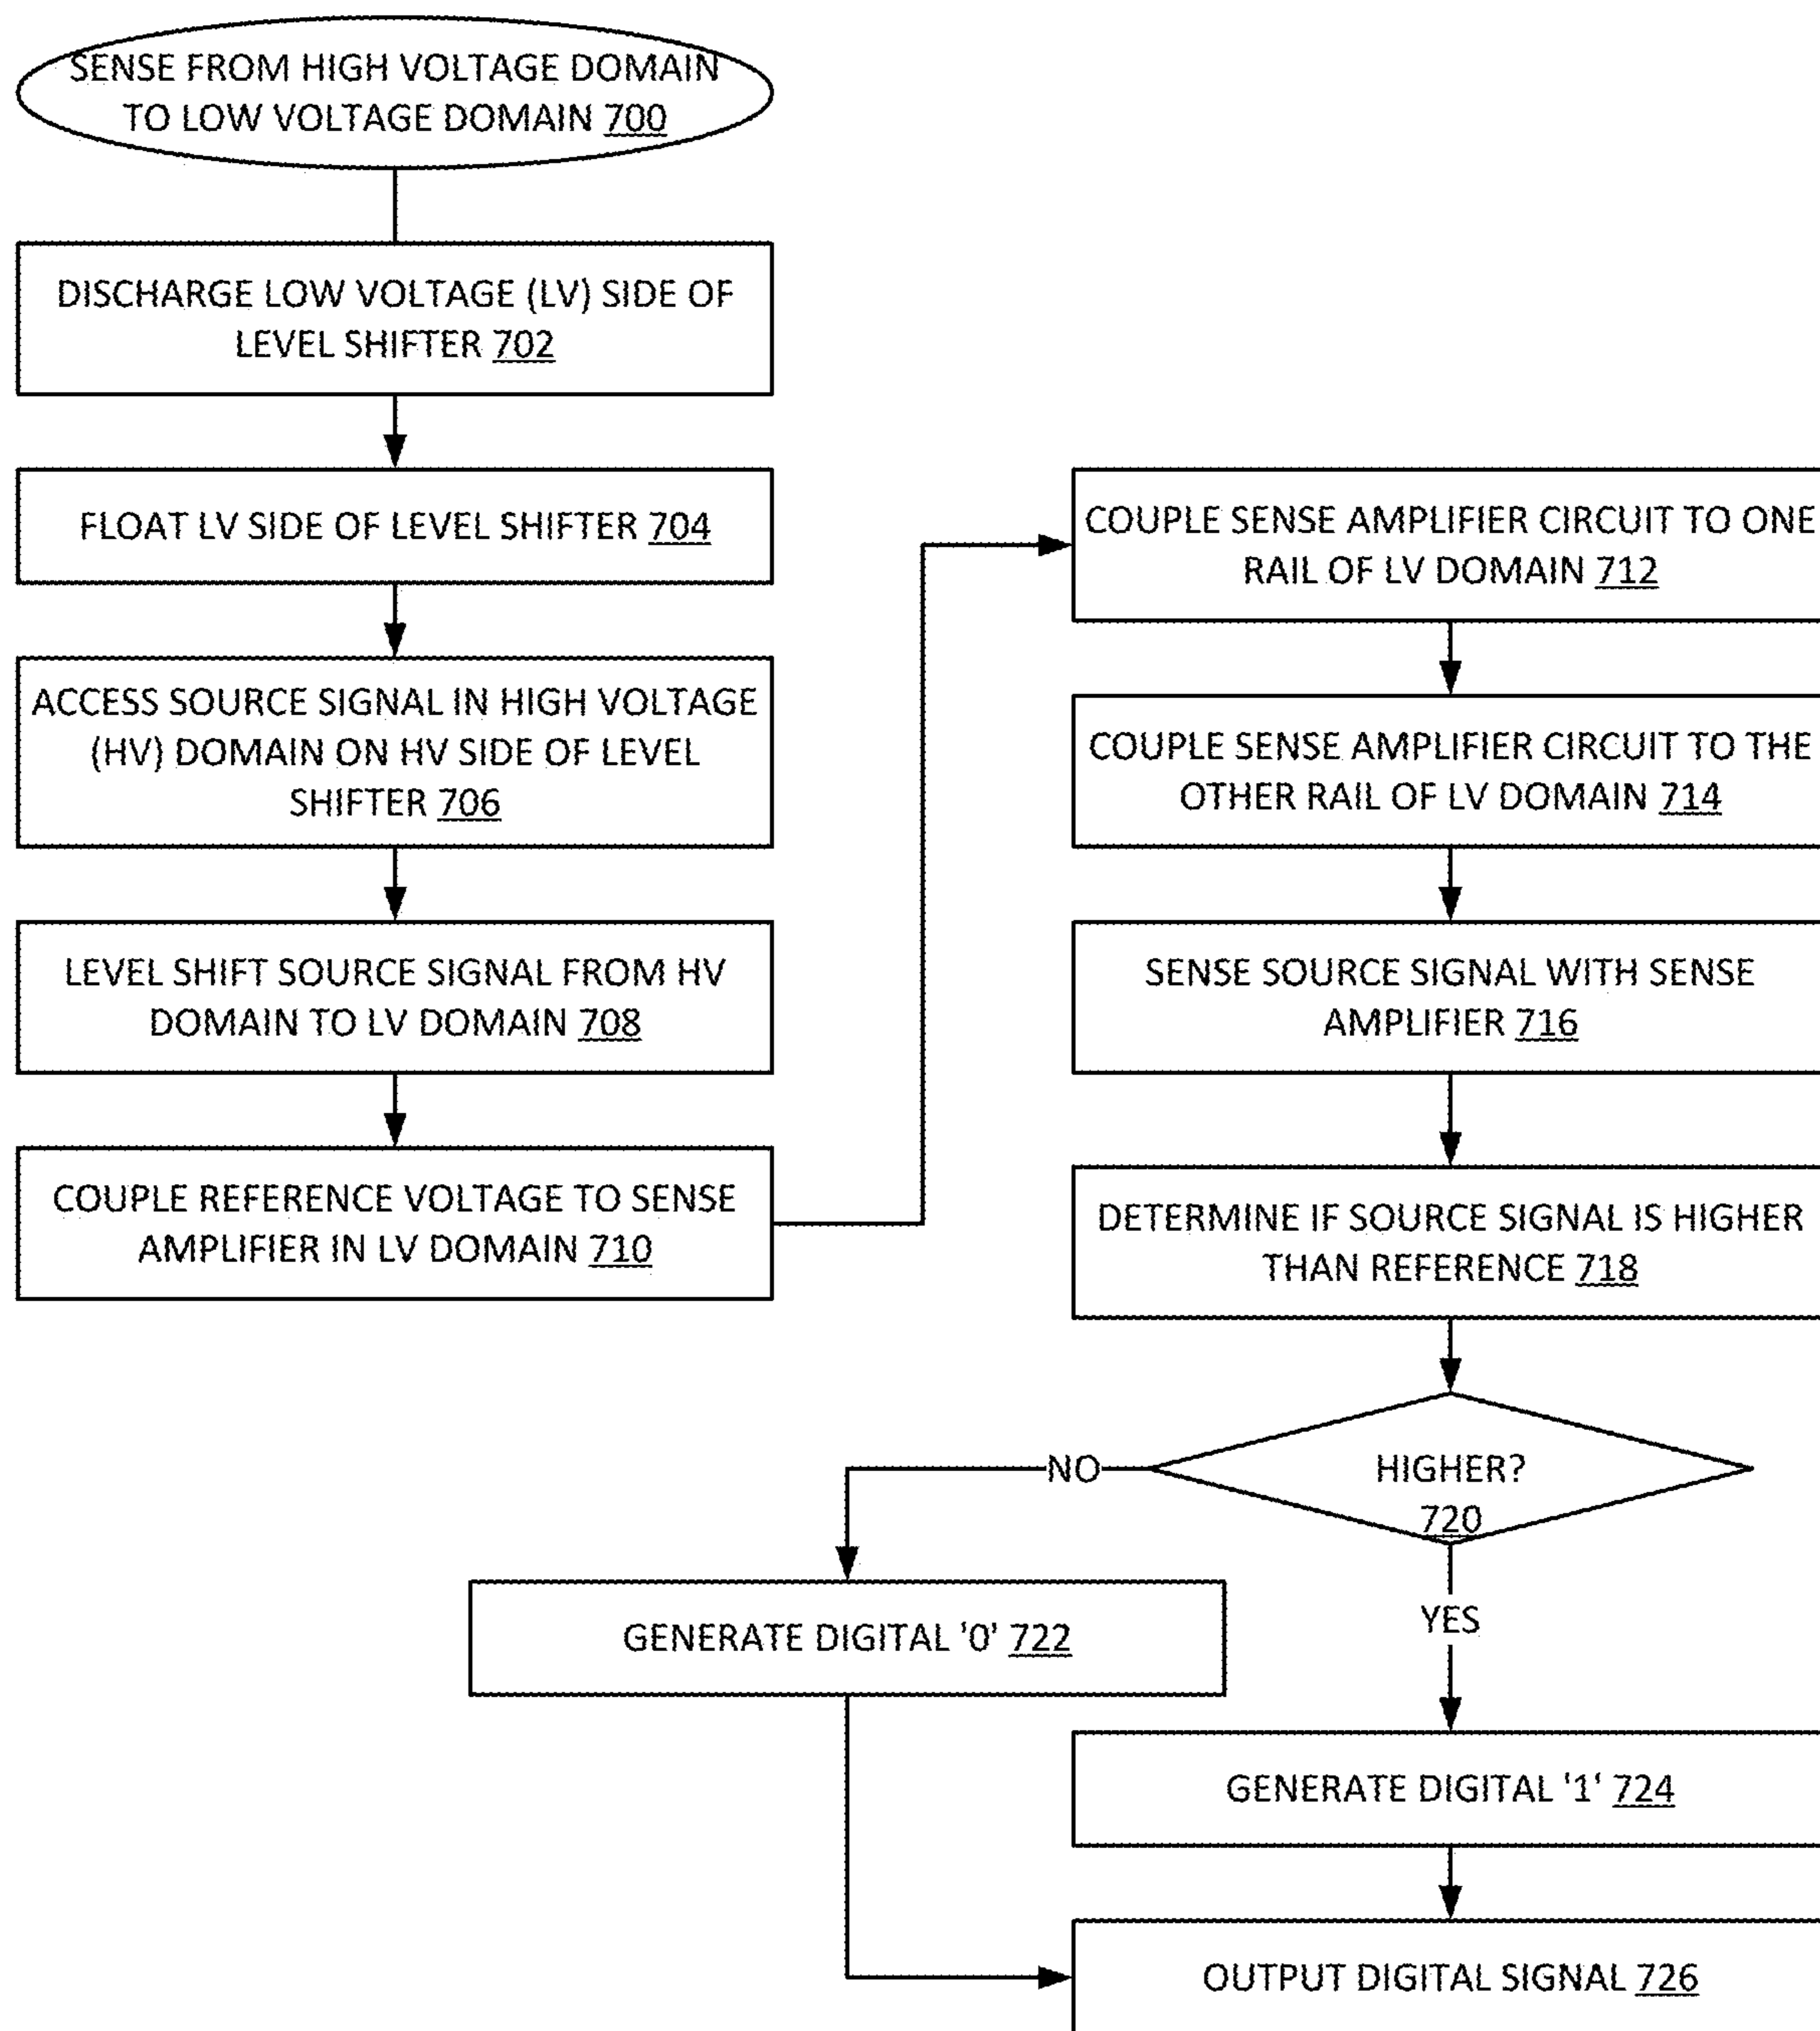 SENSE FROM HIGH VOLTAGE DOMAIN
TO LOW VOLTAGE DOMAIN 700
DISCHARGE LOW VOLTAGE (LV) SIDE OF
LEVEL SHIFTER 702
FLOAT LV SIDE OF LEVEL SHIFTER 704
ACCESS SOURCE SIGNAL IN HIGH VOLTAGE
(HV) DOMAIN ON HV SIDE OF LEVEL
SHIFTER 706
LEVEL SHIFT SOURCE SIGNAL FROM HV
DOMAIN TO LV DOMAIN 708
COUPLE REFERENCE VOLTAGE TO SENSE
AMPLIFIER IN LV DOMAIN 710
COUPLE SENSE AMPLIFIER CIRCUIT TO ONE
RAIL OF LV DOMAIN 712
COUPLE SENSE AMPLIFIER CIRCUIT TO THE
OTHER RAIL OF LV DOMAIN 714
SENSE SOURCE SIGNAL WITH SENSE
AMPLIFIER 716
DETERMINE IF SOURCE SIGNAL IS HIGHER
THAN REFERENCE 718
HIGHER?
720
NO
GENERATE DIGITAL '0' 722
YES
GENERATE DIGITAL '1' 724
OUTPUT DIGITAL SIGNAL 726